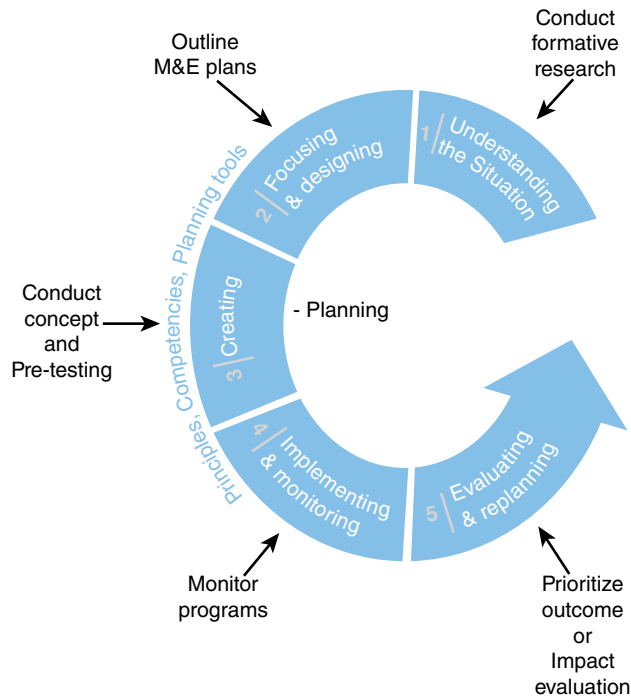 Conduct
formative
research
Outline
M&E plans
1 Understanding
the Situation
2 Focusing
& designing
Principles, Competencies, Planning tools
Conduct
concept
and
Pre-testing
3 Creating
- Planning
4 Implementing
& monitoring
5 Evaluating
& replanning
Monitor
programs
Prioritize
outcome
or
Impact
evaluation